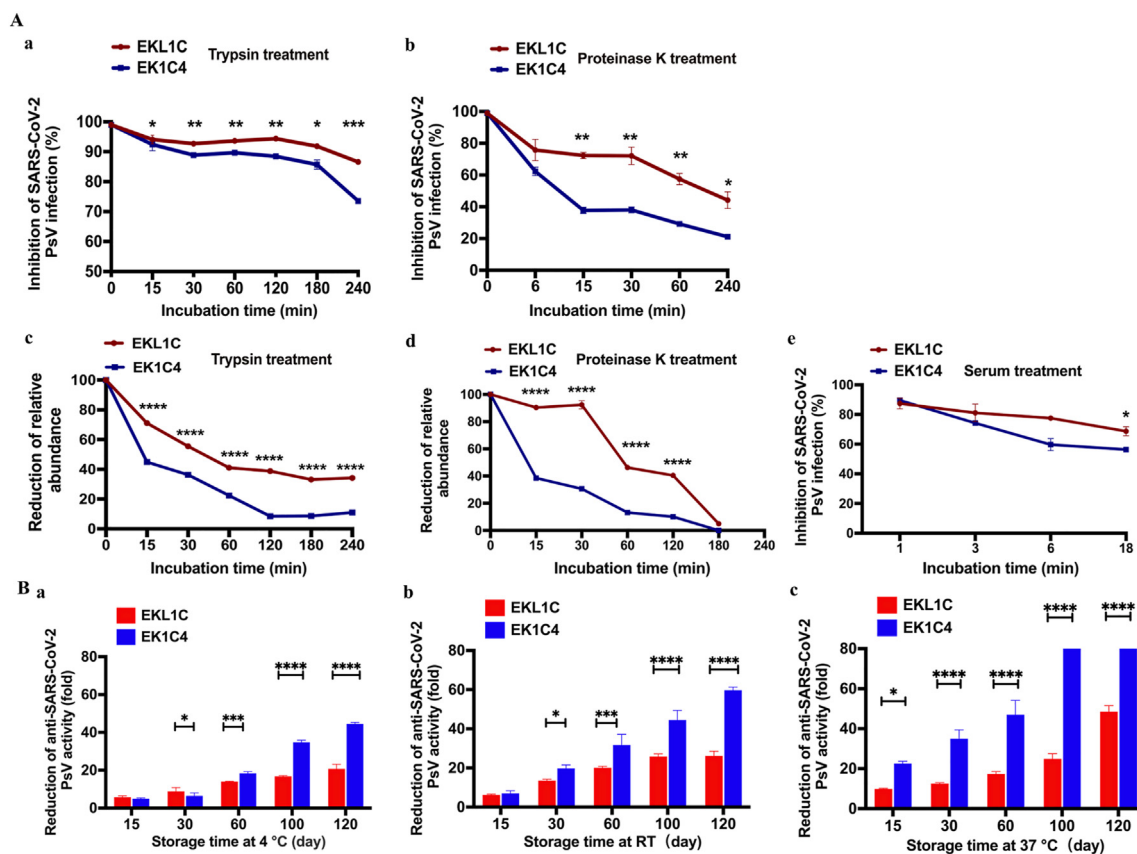 A
a
EKL1C
EK1C4
Trypsin treatment
* ** ** ** * ***
Inhibition of SARS-CoV-2
PsV infection (%)
100
90
80
70
60
50
0 15 30 60 120 180 240
Incubation time (min)
b
EKL1C
EK1C4
Proteinase K treatment
** ** ** *
Inhibition of SARS-CoV-2
PsV infection (%)
100
80
60
40
20
0
0 6 15 30 60 240
Incubation time (min)
c
EKL1C
EK1C4
Trypsin treatment
**** **** **** **** **** ****
Reduction of relative
abundance
100
80
60
40
20
0
0 15 30 60 120 180 240
Incubation time (min)
d
EKL1C
EK1C4
Proteinase K treatment
**** **** **** ****
Reduction of relative
abundance
100
80
60
40
20
0
0 15 30 60 120 180 240
Incubation time (min)
e
EKL1C
EK1C4
Serum treatment
*
Inhibition of SARS-CoV-2
PsV infection (%)
100
80
60
40
20
0
1 3 6 18
Incubation time (min)
B
a
EKL1C
EK1C4
* *** **** ****
Reduction of anti-SARS-CoV-2
PsV activity (fold)
80
60
40
20
0
15 30 60 100 120
Storage time at 4 °C (day)
b
EKL1C
EK1C4
* *** **** ****
Reduction of anti-SARS-CoV-2
PsV activity (fold)
80
60
40
20
0
15 30 60 100 120
Storage time at RT (day)
c
EKL1C
EK1C4
* **** **** **** ****
Reduction of anti-SARS-CoV-2
PsV activity (fold)
80
60
40
20
0
15 30 60 100 120
Storage time at 37 °C (day)